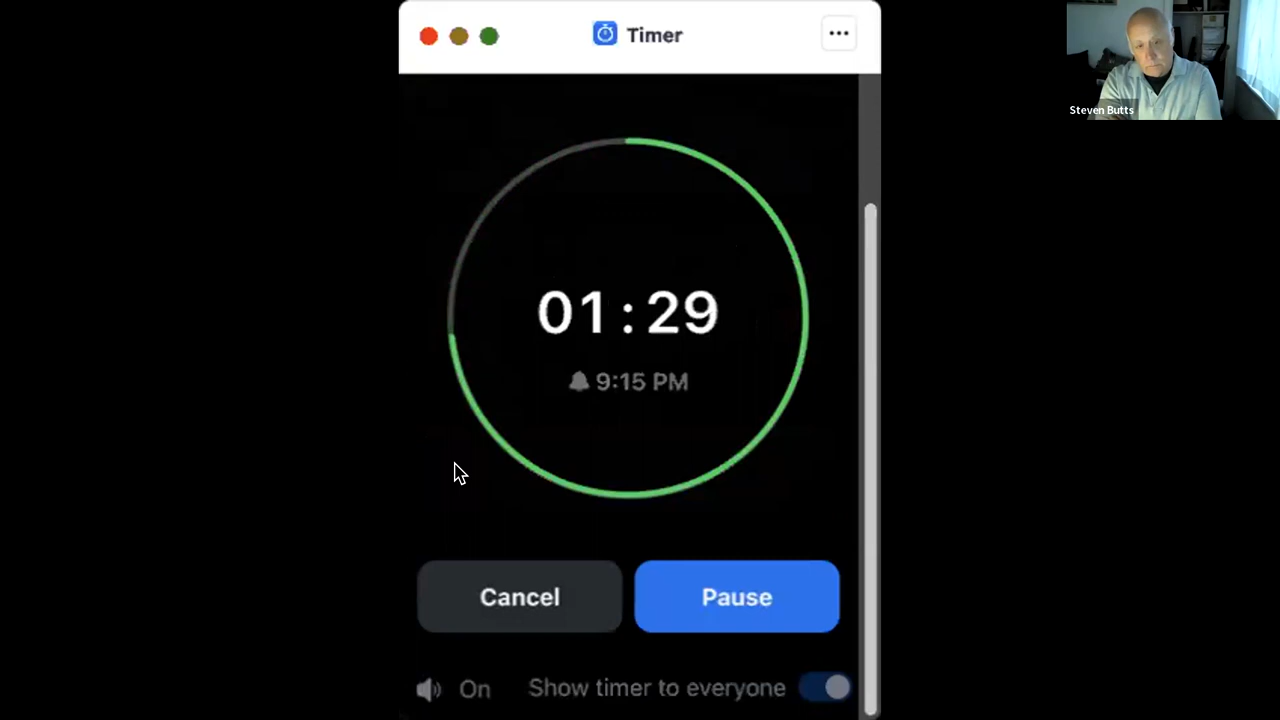 Timer
Steven Butts
01:29
9:15 PM
Cancel
Pause
On
Show timer to everyone